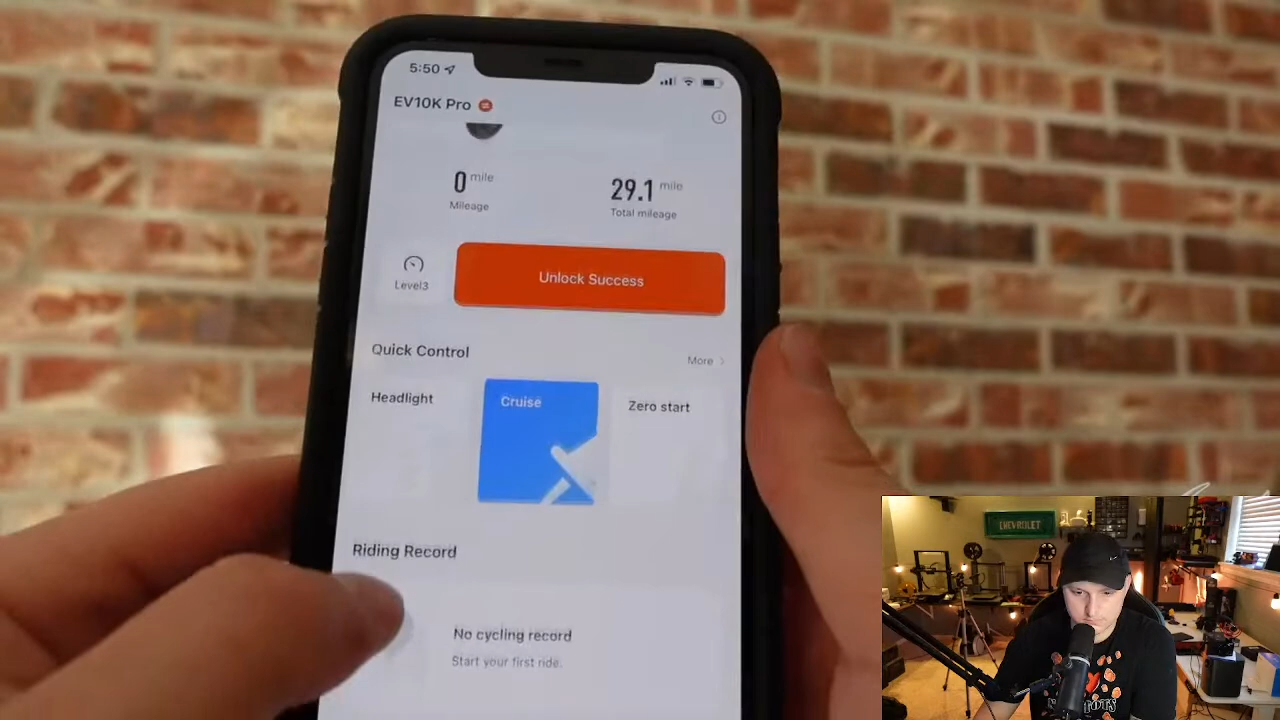 5:50
EV10K Pro
0 mile
Mileage
29.1 mile
Total mileage
Level3
Unlock Success
Quick Control
More >
Headlight
Cruise
Zero start
Riding Record
No cycling record
Start your first ride.
CHEVROLET